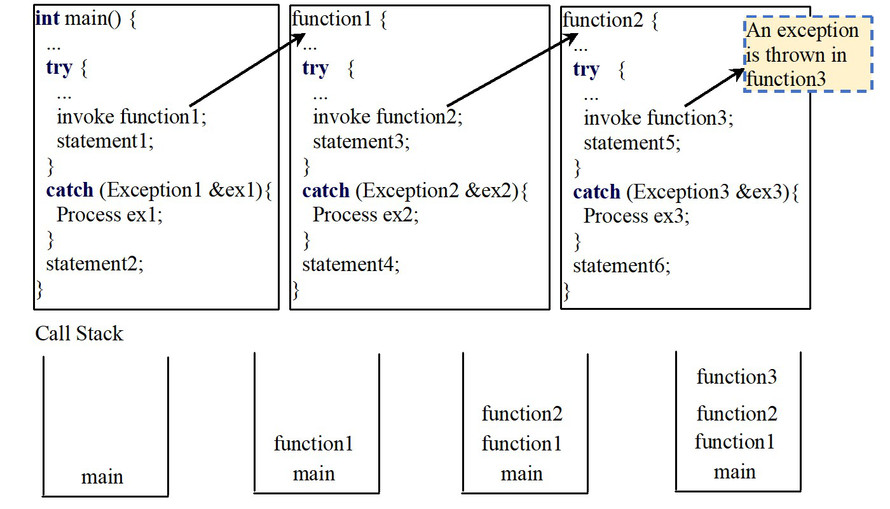 int main() {
...
try {
...
invoke function1;
statement1;
}
catch (Exception1 &ex1){
Process ex1;
}
statement2;
}
function1 {
...
try {
...
invoke function2;
statement3;
}
catch (Exception2 &ex2){
Process ex2;
}
statement4;
}
function2 {
...
try {
...
invoke function3;
statement5;
}
catch (Exception3 &ex3){
Process ex3;
}
statement6;
}
An exception
is thrown in
function3
Call Stack
main
function1
main
function2
function1
main
function3
function2
function1
main